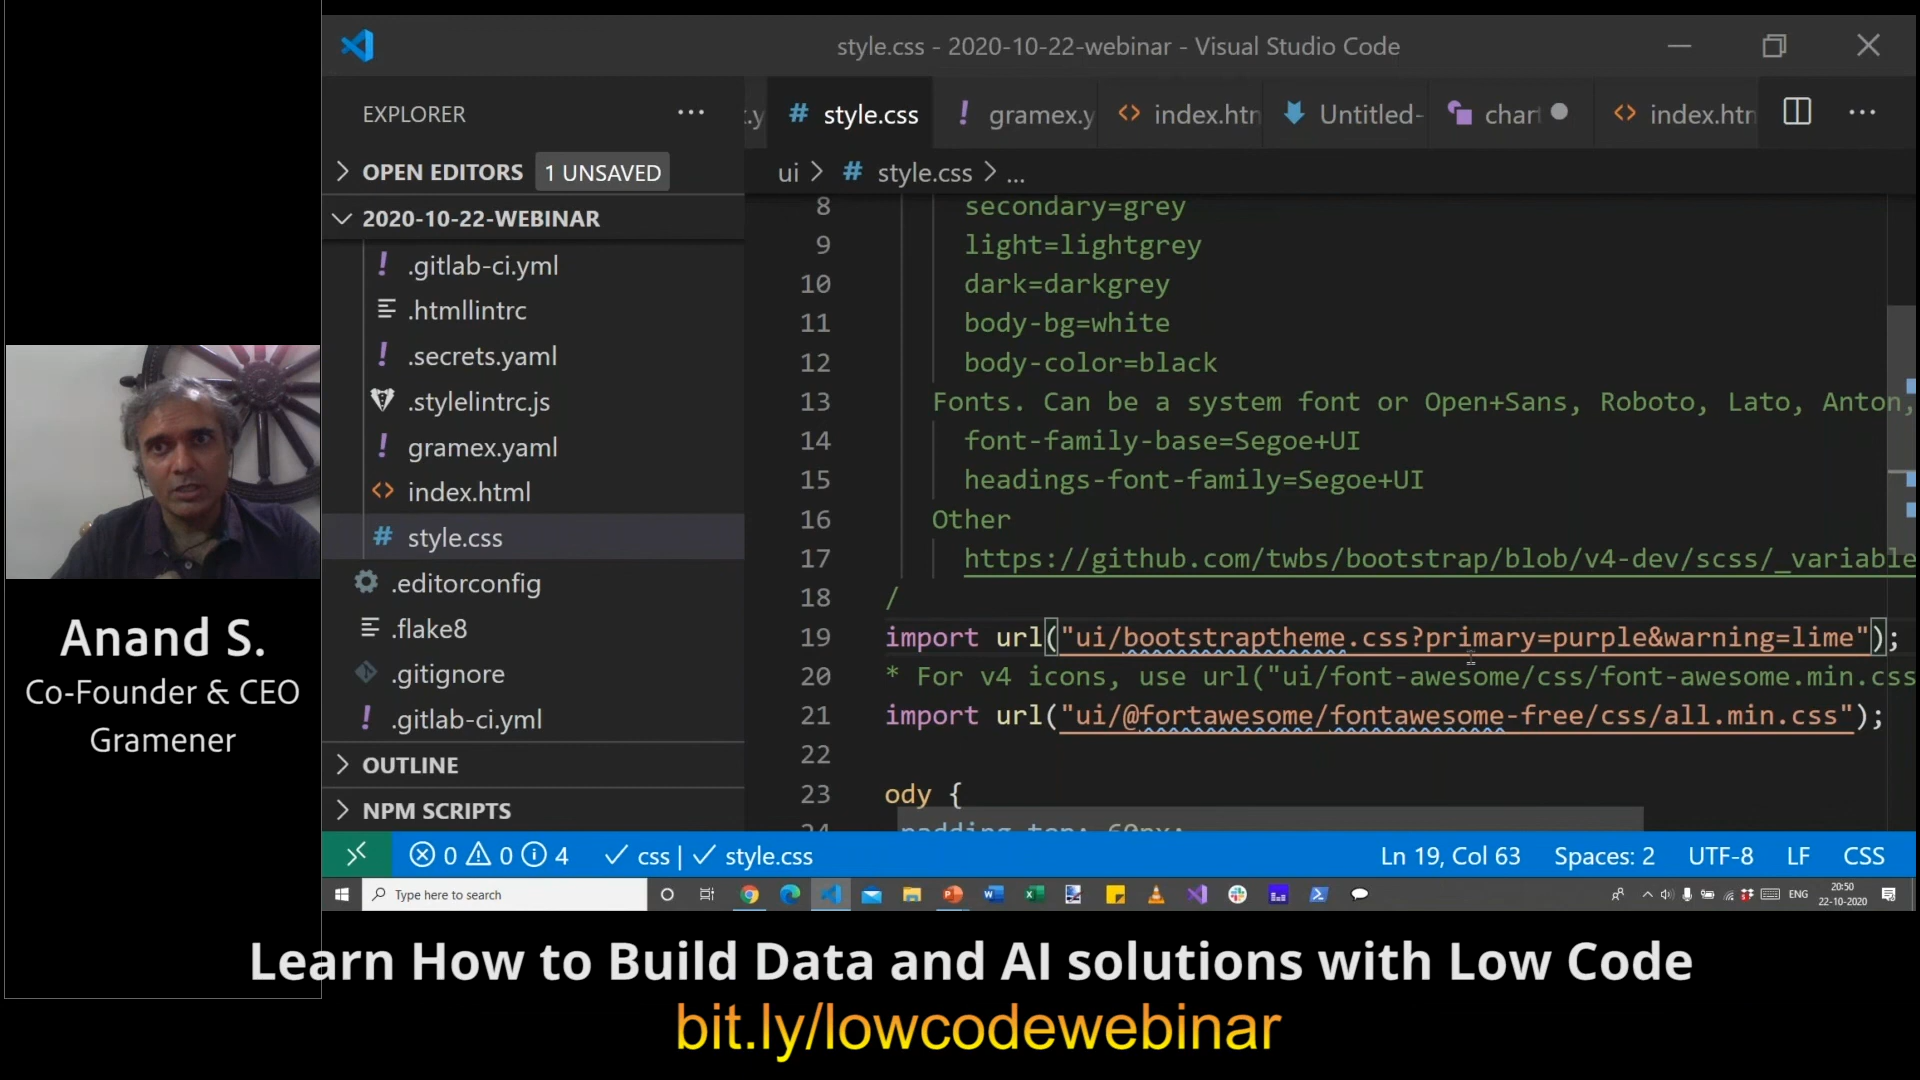 style.css - 2020-10-22-webinar - Visual Studio Code
EXPLORER
OPEN EDITORS 1 UNSAVED
2020-10-22-WEBINAR
.gitlab-ci.yml
.htmllintrc
.secrets.yaml
.stylelintrc.js
gramex.yaml
index.html
style.css
.editorconfig
.flake8
.gitignore
.gitlab-ci.yml
OUTLINE
NPM SCRIPTS
.y # style.css ! gramex.y <> index.htm Untitled- char <> index.htm
ui > # style.css > ...
8 secondary=grey
9 light=lightgrey
10 dark=darkgrey
11 body-bg=white
12 body-color=black
13 Fonts. Can be a system font or Open+Sans, Roboto, Lato, Anton,
14 font-family-base=Segoe+UI
15 headings-font-family=Segoe+UI
16 Other
17 https://github.com/twbs/bootstrap/blob/v4-dev/scss/_variable
18 /
19 import url("ui/bootstraptheme.css?primary=purple&warning=lime");
20 * For v4 icons, use url("ui/font-awesome/css/font-awesome.min.css
21 import url("ui/@fortawesome/fontawesome-free/css/all.min.css");
22
23 ody {
24 padding-top: 60px;
0 0 4 css | style.css
Ln 19, Col 63 Spaces: 2 UTF-8 LF CSS
Type here to search
ENG
20:50
22-10-2020
Anand S.
Co-Founder & CEO
Gramener
Learn How to Build Data and AI solutions with Low Code
bit.ly/lowcodewebinar